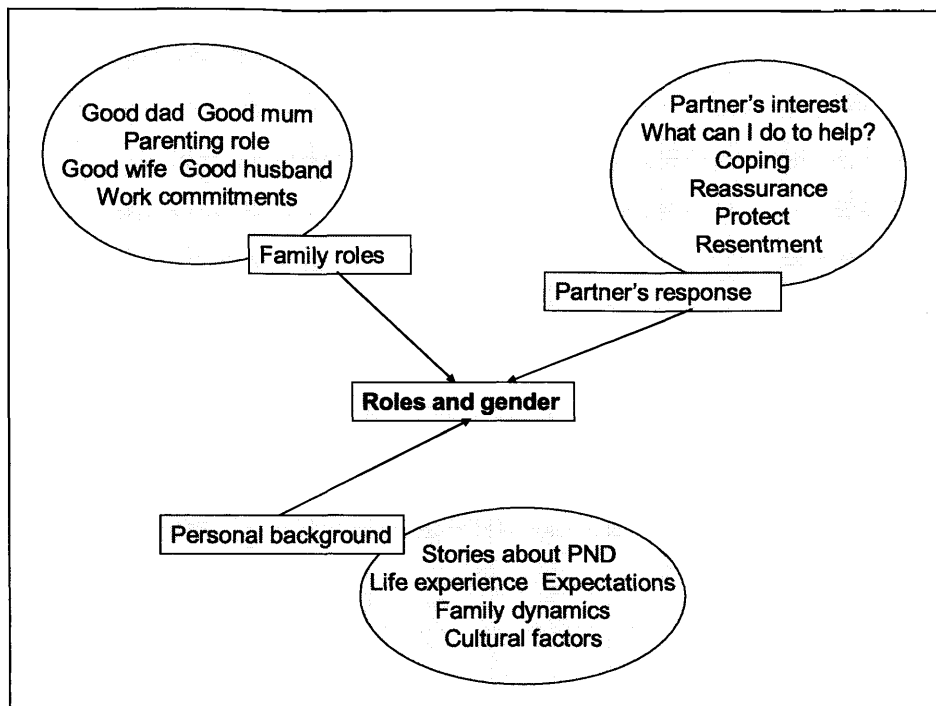 Good dad  Good mum
Parenting role
Good wife  Good husband
Work commitments
Family roles
Partner's interest
What can I do to help?
Coping
Reassurance
Protect
Resentment
Partner's response
Roles and gender
Personal background
Stories about PND
Life experience  Expectations
Family dynamics
Cultural factors